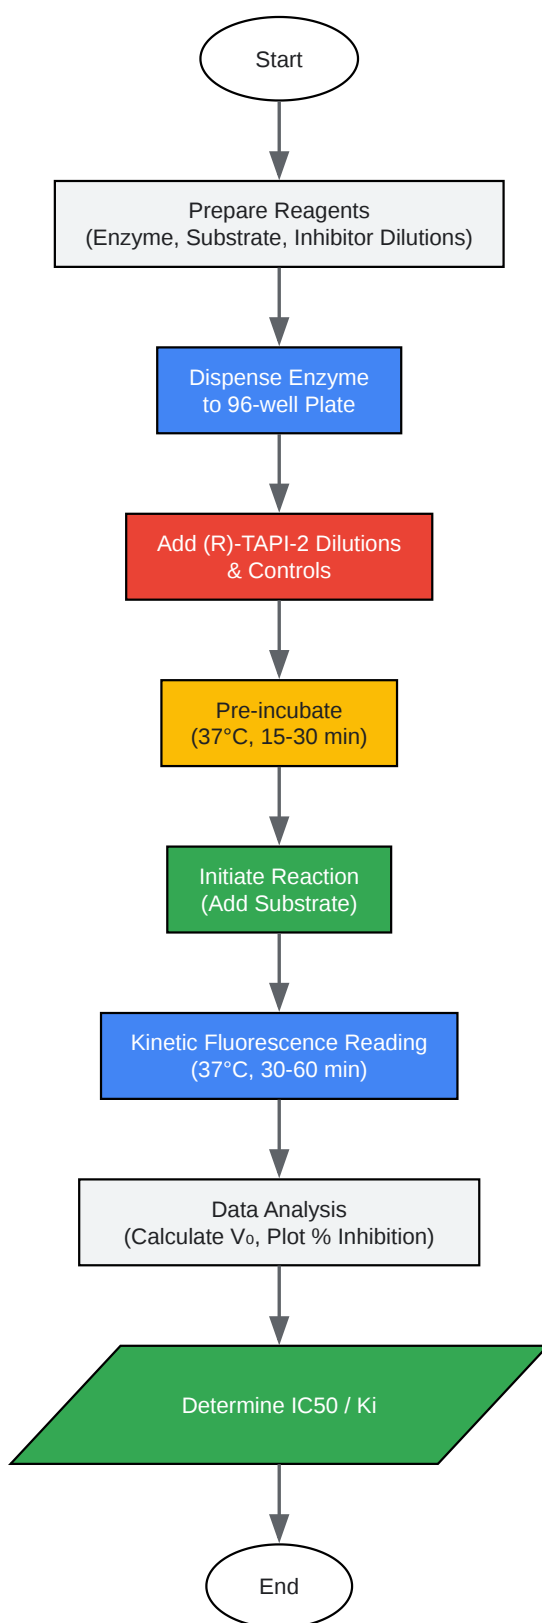 Start
Prepare Reagents
(Enzyme, Substrate, Inhibitor Dilutions)
Dispense Enzyme
to 96-well Plate
Add (R)-TAPI-2 Dilutions
& Controls
Pre-incubate
(37°C, 15-30 min)
Initiate Reaction
(Add Substrate)
Kinetic Fluorescence Reading
(37°C, 30-60 min)
Data Analysis
(Calculate V₀, Plot % Inhibition)
Determine IC50 / Ki
End